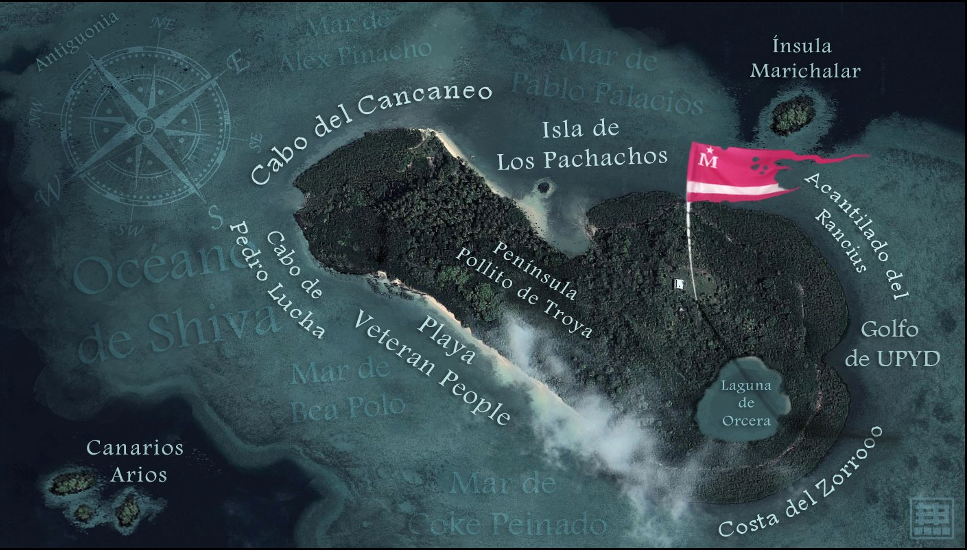 Antiguonia
NE
E
SE
S
SW
W
NW
Mar de
Alex Pinacho
Mar de
Pablo Palacios
Ínsula
Marichalar
Cabo del Cancaneo
Isla de
Los Pachachos
M
Acantilado del
Rancius
Océano
de Shiva
Cabo de
Pedro Lucha
Península
Pollito de Troya
Playa
Veteran People
Golfo
de UPYD
Mar de
Bea Polo
Laguna
de
Orcera
Canarios
Arios
Mar de
Coke Peinado
Costa del Zorrooo